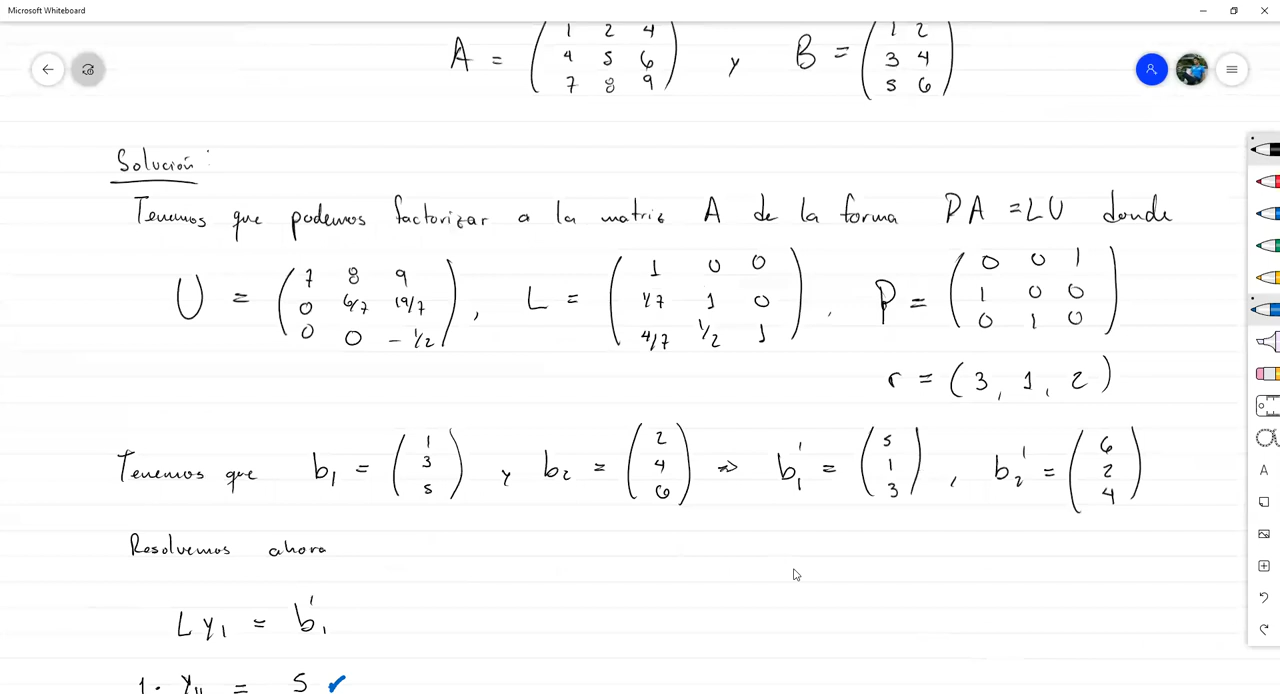 Microsoft Whiteboard
A = ( 1 2 4 ; 4 5 6 ; 7 8 9 ) y B = ( 1 2 ; 3 4 ; 5 6 )
Solución:
Tenemos que podemos factorizar a la matriz A de la forma PA = LU donde
U = ( 7 8 9 ; 0 6/7 19/7 ; 0 0 -1/2 ), L = ( 1 0 0 ; 1/7 1 0 ; 4/7 1/2 1 ), P = ( 0 0 1 ; 1 0 0 ; 0 1 0 )
r = (3, 1, 2)
Tenemos que b₁ = ( 1 ; 3 ; 5 ) y b₂ = ( 2 ; 4 ; 6 ) => b₁' = ( 5 ; 1 ; 3 ), b₂' = ( 6 ; 2 ; 4 )
Resolvemos ahora
L y₁ = b₁'
1· y₁₁ = 5 ✓
A